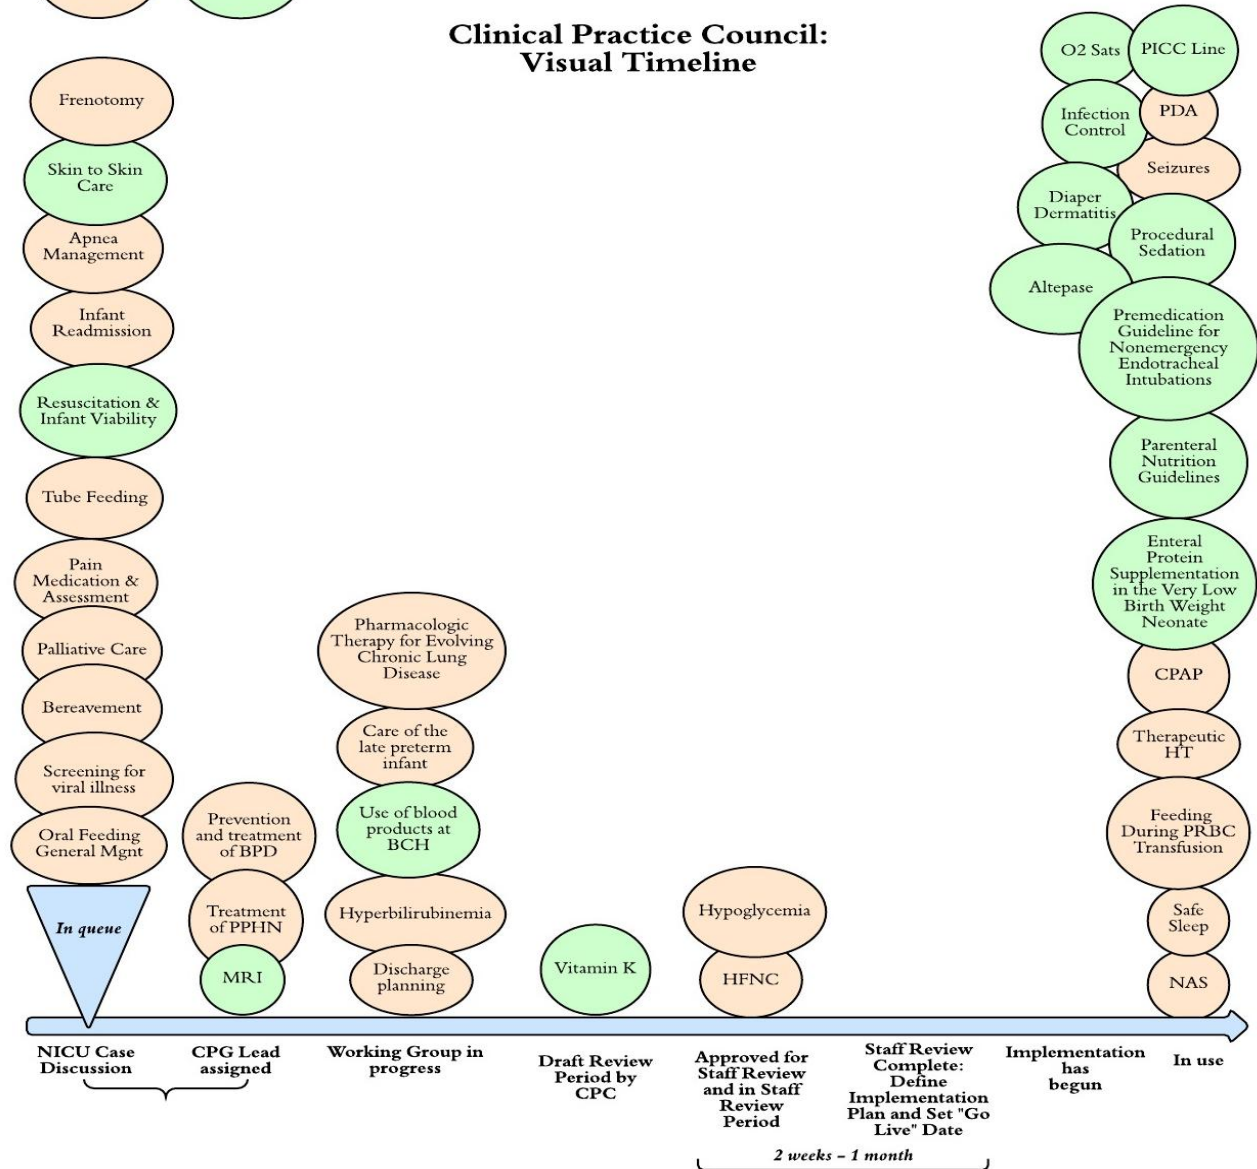 Clinical Practice Council:
Visual Timeline
Frenotomy
Skin to Skin
Care
Apnea
Management
Infant
Readmission
Resuscitation &
Infant Viability
Tube Feeding
Pain
Medication &
Assessment
Palliative Care
Bereavement
Screening for
viral illness
Oral Feeding
General Mgnt
In queue
Prevention
and treatment
of BPD
Treatment
of PPHN
MRI
Pharmacologic
Therapy for Evolving
Chronic Lung
Disease
Care of the
late preterm
infant
Use of blood
products at
BCH
Hyperbilirubinemia
Discharge
planning
Vitamin K
Hypoglycemia
HFNC
O2 Sats
PICC Line
Infection
Control
PDA
Seizures
Diaper
Dermatitis
Procedural
Sedation
Altepase
Premedication
Guideline for
Nonemergency
Endotracheal
Intubations
Parenteral
Nutrition
Guidelines
Enteral
Protein
Supplementation
in the Very Low
Birth Weight
Neonate
CPAP
Therapeutic
HT
Feeding
During PRBC
Transfusion
Safe
Sleep
NAS
NICU Case
Discussion
CPG Lead
assigned
Working Group in
progress
Draft Review
Period by
CPC
Approved for
Staff Review
and in Staff
Review
Period
Staff Review
Complete:
Define
Implementation
Plan and Set "Go
Live" Date
Implementation
has
begun
In use
2 weeks – 1 month